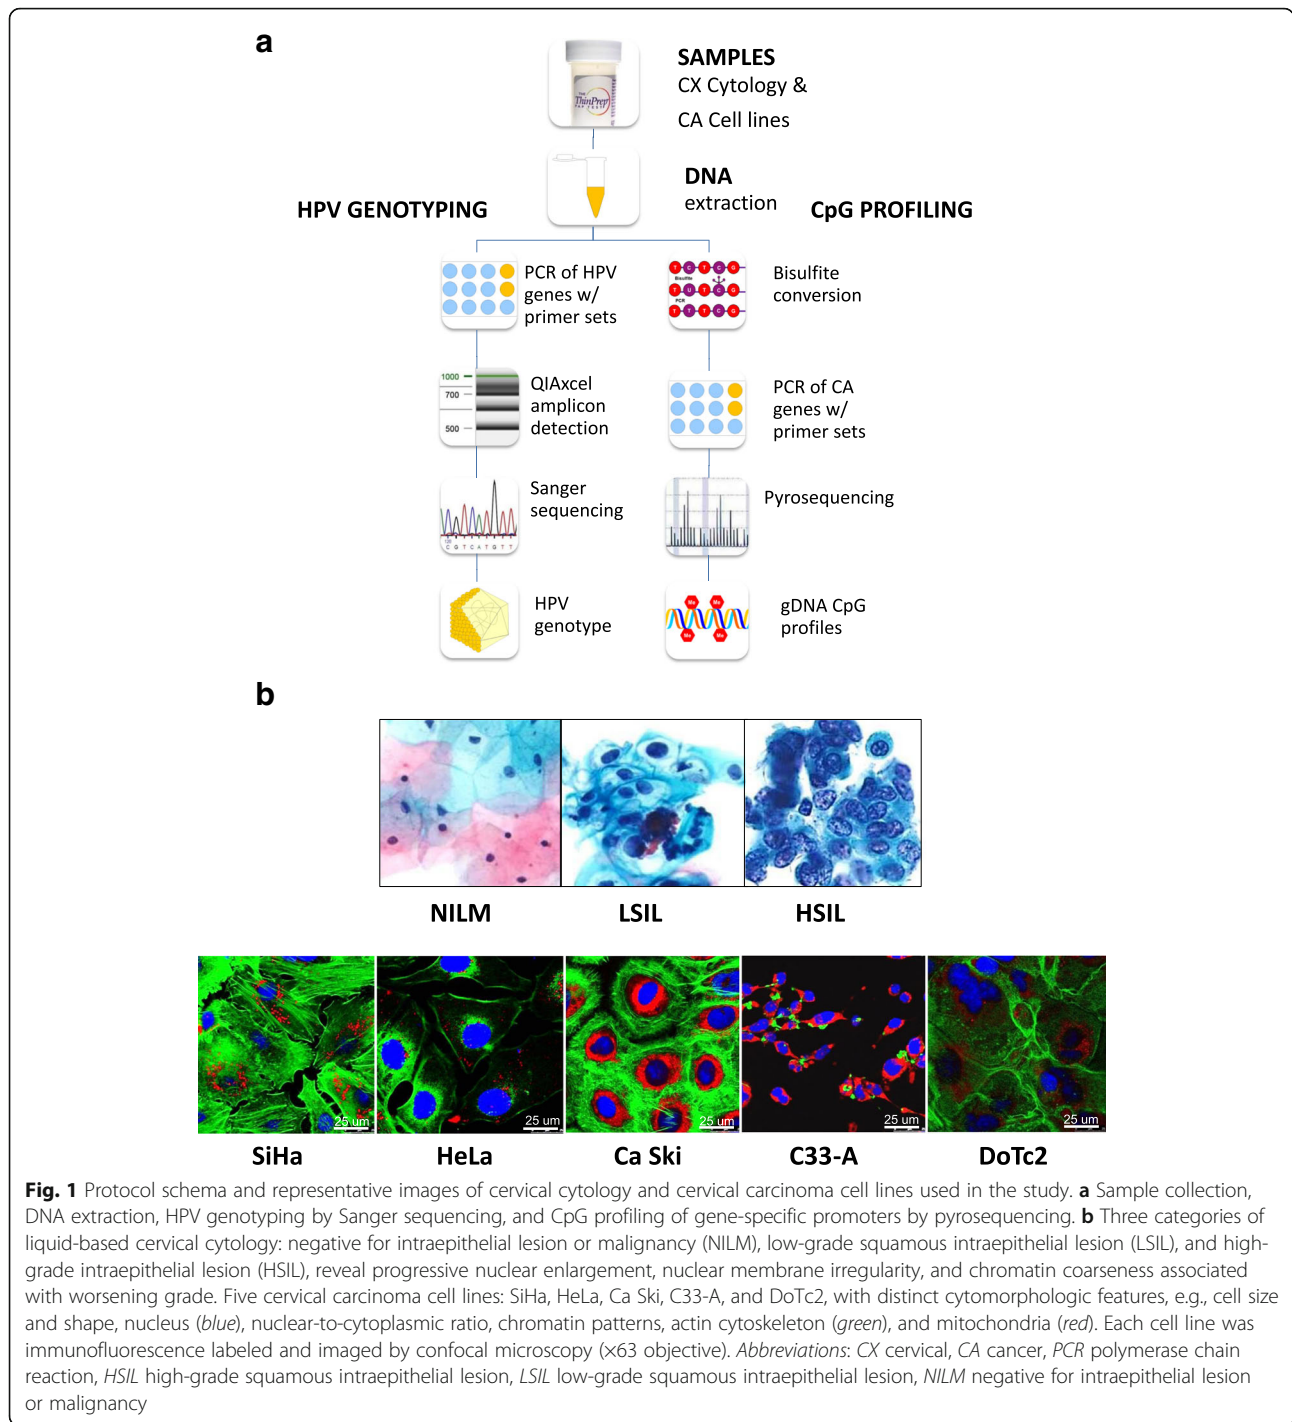 a
THE
ThinPrep
PAP TEST
SAMPLES
CX Cytology &
CA Cell lines
DNA
extraction
HPV GENOTYPING
CpG PROFILING
PCR of HPV
genes w/
primer sets
T C T C G
Bisulfite
T U T C G
PCR
T T T C G
Bisulfite
conversion
1000
700
500
QIAxcel
amplicon
detection
PCR of CA
genes w/
primer sets
C G T C A T G T T
Sanger
sequencing
Pyrosequencing
HPV
genotype
Me Me
Me Me
gDNA CpG
profiles
b
NILM LSIL HSIL
25 um 25 um 25 um 25 um 25 um
SiHa HeLa Ca Ski C33-A DoTc2
Fig. 1 Protocol schema and representative images of cervical cytology and cervical carcinoma cell lines used in the study. a Sample collection,
DNA extraction, HPV genotyping by Sanger sequencing, and CpG profiling of gene-specific promoters by pyrosequencing. b Three categories of
liquid-based cervical cytology: negative for intraepithelial lesion or malignancy (NILM), low-grade squamous intraepithelial lesion (LSIL), and high-
grade intraepithelial lesion (HSIL), reveal progressive nuclear enlargement, nuclear membrane irregularity, and chromatin coarseness associated
with worsening grade. Five cervical carcinoma cell lines: SiHa, HeLa, Ca Ski, C33-A, and DoTc2, with distinct cytomorphologic features, e.g., cell size
and shape, nucleus (blue), nuclear-to-cytoplasmic ratio, chromatin patterns, actin cytoskeleton (green), and mitochondria (red). Each cell line was
immunofluorescence labeled and imaged by confocal microscopy (×63 objective). Abbreviations: CX cervical, CA cancer, PCR polymerase chain
reaction, HSIL high-grade squamous intraepithelial lesion, LSIL low-grade squamous intraepithelial lesion, NILM negative for intraepithelial lesion
or malignancy